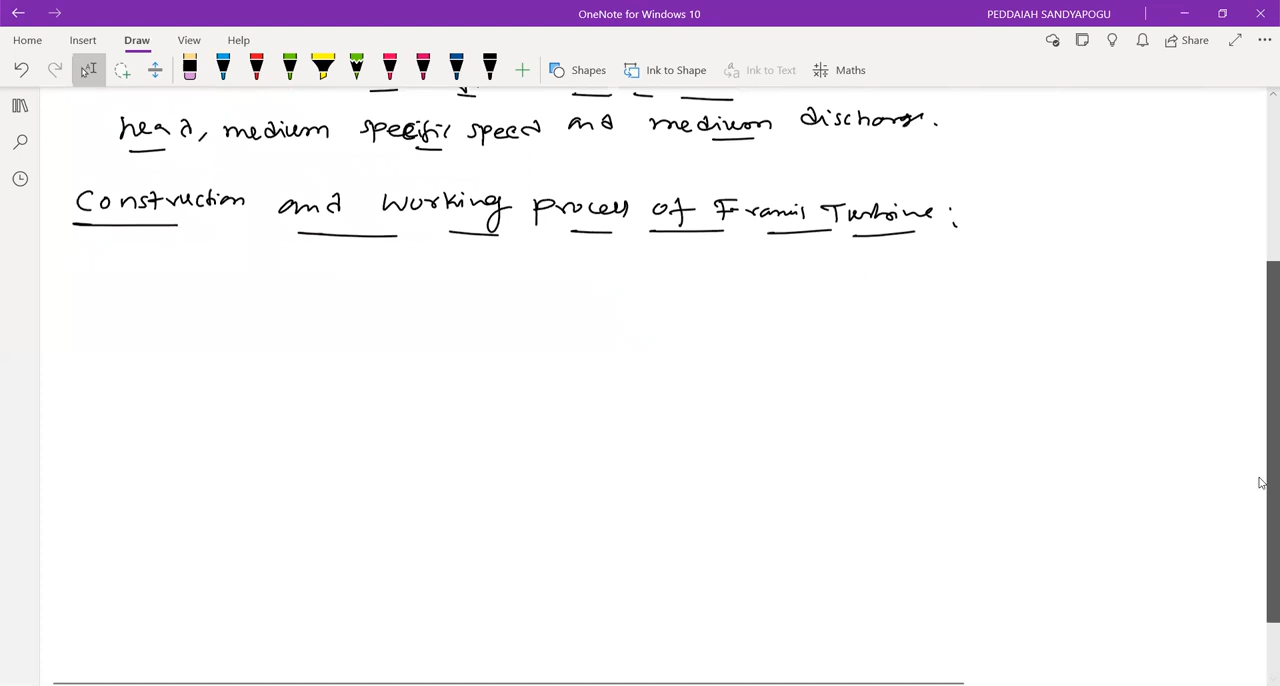 OneNote for Windows 10
PEDDAIAH SANDYAPOGU
Home Insert Draw View Help
Share
Shapes Ink to Shape Ink to Text Maths
head, medium specific speed and medium discharge.
Construction and working process of Francis Turbine: